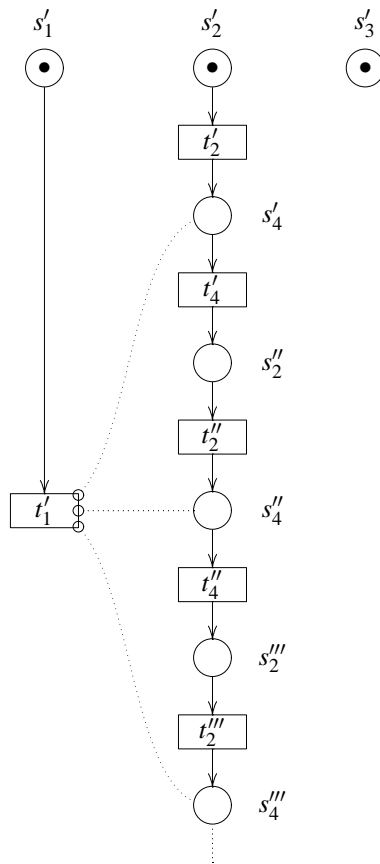 s′₁ s′₂ s′₃
t′₂
s′₄
t′₄
s″₂
t″₂
t′₁ s″₄
t″₄
s‴₂
t‴₂
s‴₄